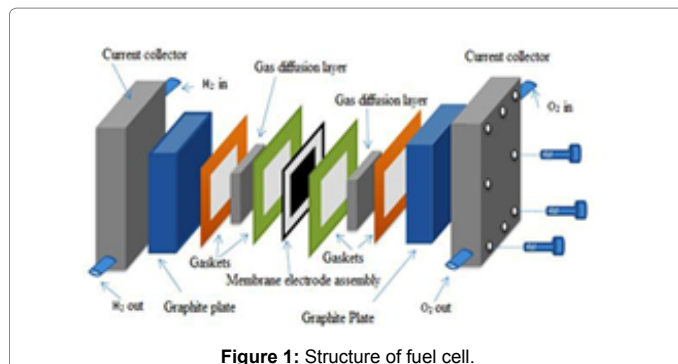 Current collector
H₂ in
Gas diffusion layer
Gas diffusion layer
Current collector
O₂ in
Gaskets
Gaskets
Membrane electrode assembly
H₂ out
Graphite plate
Graphite Plate
O₂ out
Figure 1: Structure of fuel cell.